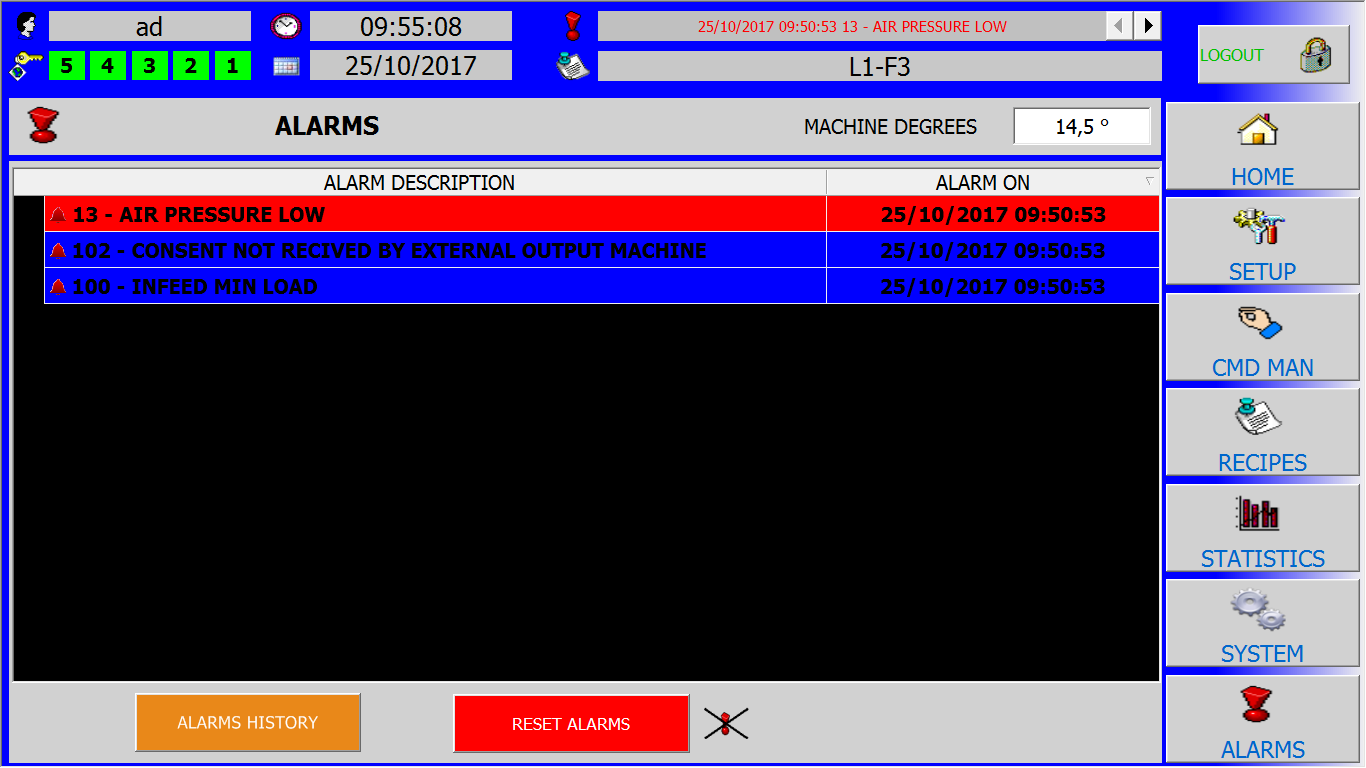 ad
09:55:08
25/10/2017 09:50:53 13 - AIR PRESSURE LOW
LOGOUT
5 4 3 2 1
25/10/2017
L1-F3
ALARMS
MACHINE DEGREES
14,5 °
ALARM DESCRIPTION
ALARM ON
13 - AIR PRESSURE LOW
25/10/2017 09:50:53
102 - CONSENT NOT RECIVED BY EXTERNAL OUTPUT MACHINE
25/10/2017 09:50:53
100 - INFEED MIN LOAD
25/10/2017 09:50:53
ALARMS HISTORY
RESET ALARMS
HOME
SETUP
CMD MAN
RECIPES
STATISTICS
SYSTEM
ALARMS